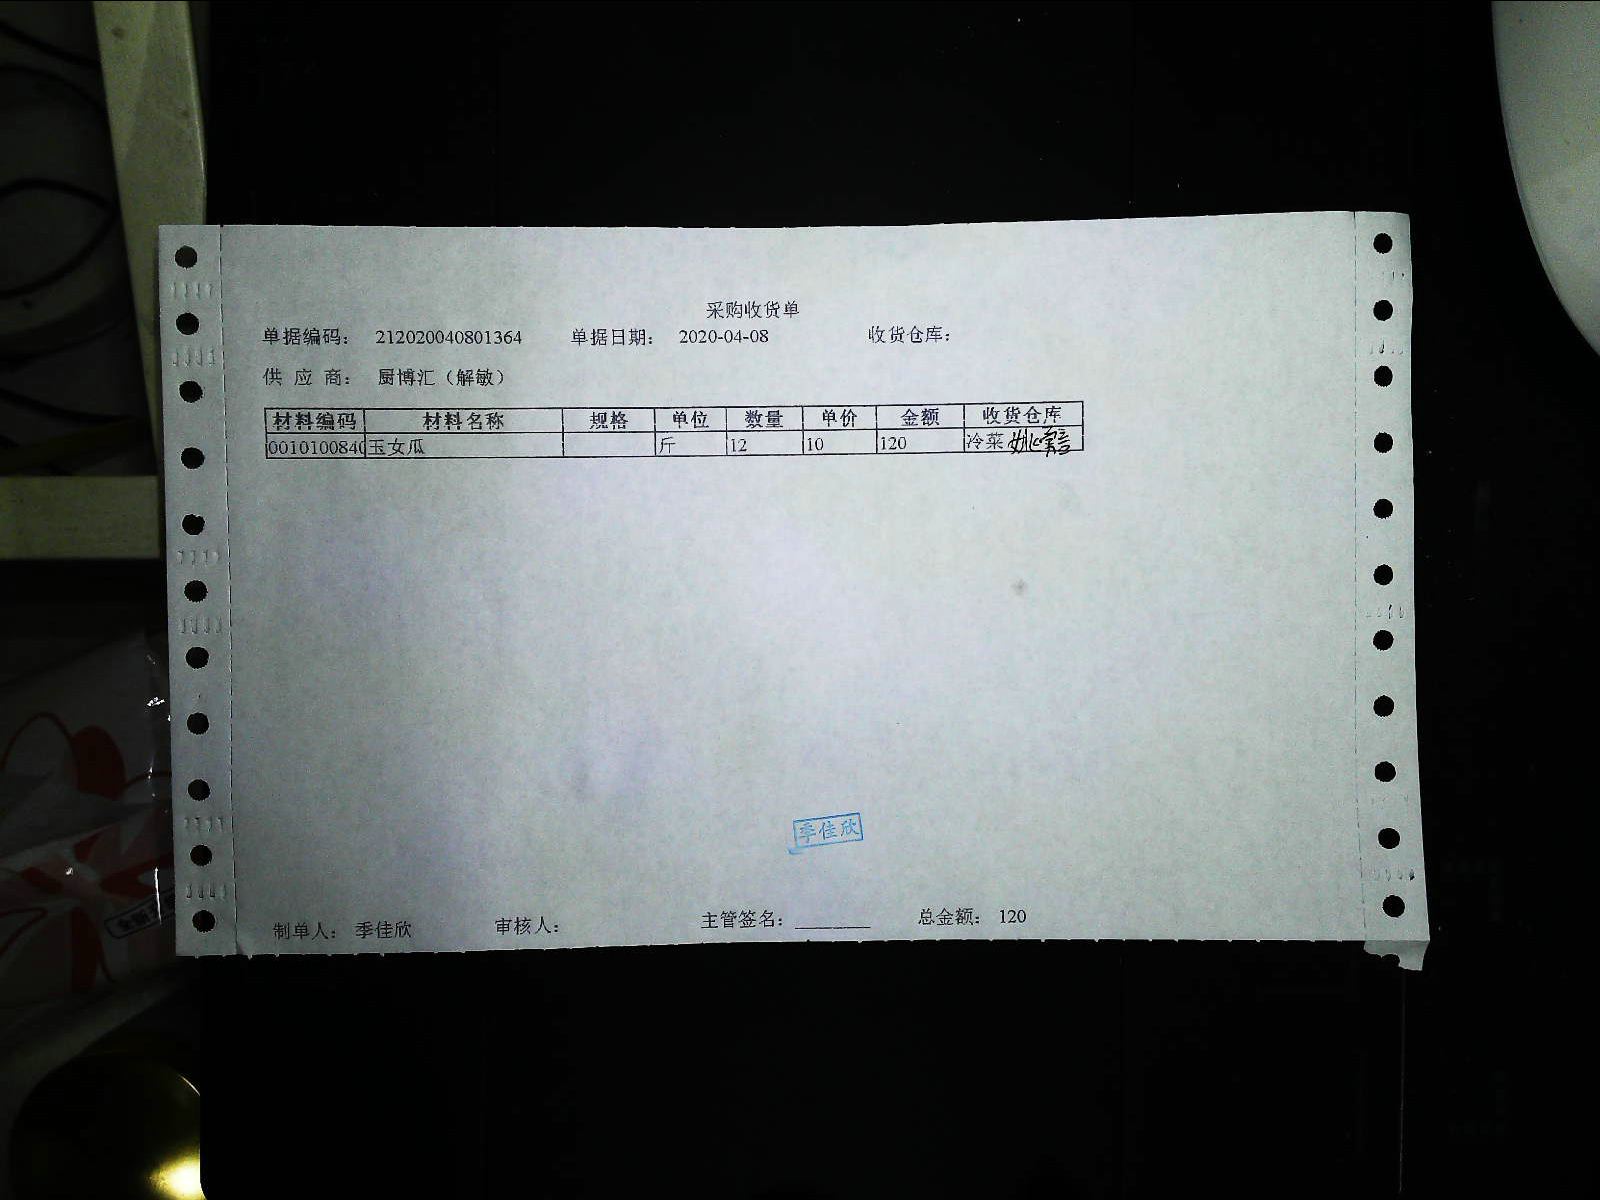 采购收货单
单据编码： 212020040801364 单据日期： 2020-04-08 收货仓库：
供 应 商： 厨博汇（解敏）
材料编码 材料名称 规格 单位 数量 单价 金额 收货仓库
0010100840 玉女瓜 斤 12 10 120 冷菜
季佳欣
制单人： 季佳欣 审核人： 主管签名： ________ 总金额： 120